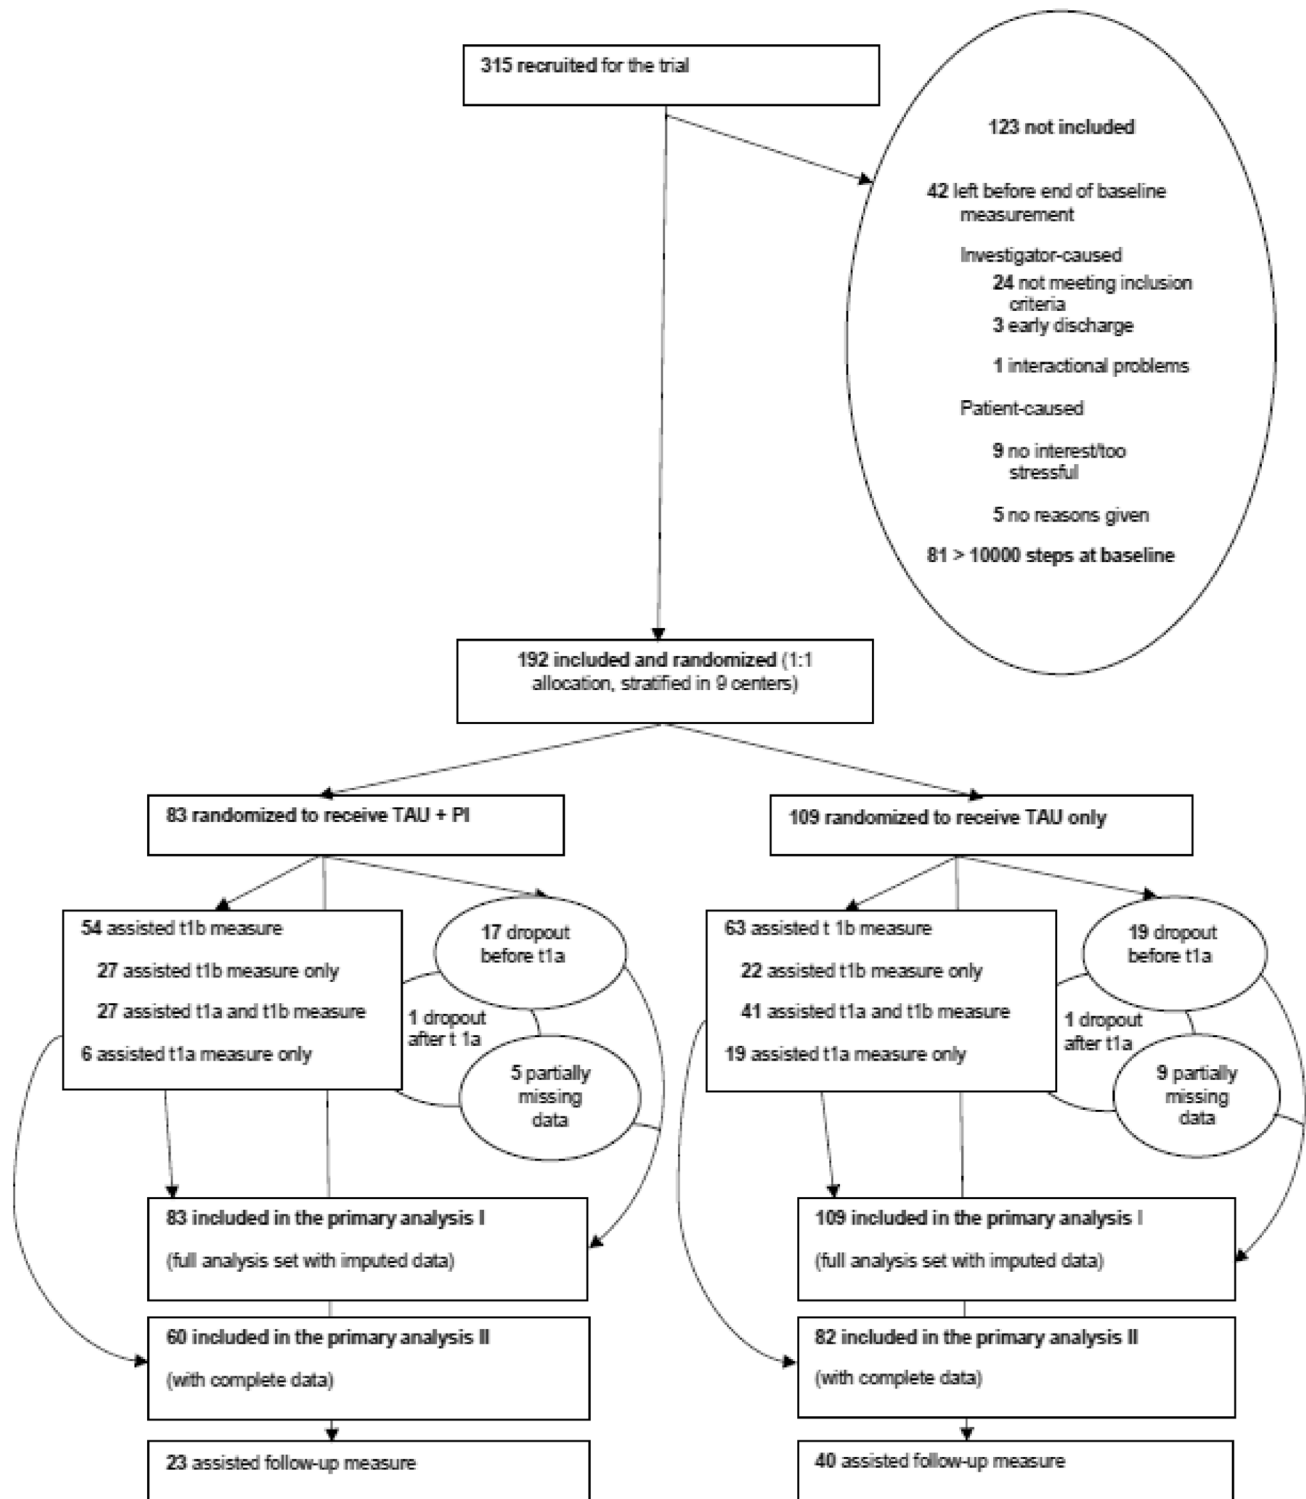 315 recruited for the trial
123 not included
42 left before end of baseline
measurement
Investigator-caused
24 not meeting inclusion
criteria
3 early discharge
1 interactional problems
Patient-caused
9 no interest/too
stressful
5 no reasons given
81 > 10000 steps at baseline
192 included and randomized (1:1
allocation, stratified in 9 centers)
83 randomized to receive TAU + PI
109 randomized to receive TAU only
54 assisted t1b measure
27 assisted t1b measure only
27 assisted t1a and t1b measure
6 assisted t1a measure only
17 dropout
before t1a
1 dropout
after t 1a
5 partially
missing
data
63 assisted t 1b measure
22 assisted t1b measure only
41 assisted t1a and t1b measure
19 assisted t1a measure only
19 dropout
before t1a
1 dropout
after t1a
9 partially
missing
data
83 included in the primary analysis I
(full analysis set with imputed data)
109 included in the primary analysis I
(full analysis set with imputed data)
60 included in the primary analysis II
(with complete data)
82 included in the primary analysis II
(with complete data)
23 assisted follow-up measure
40 assisted follow-up measure